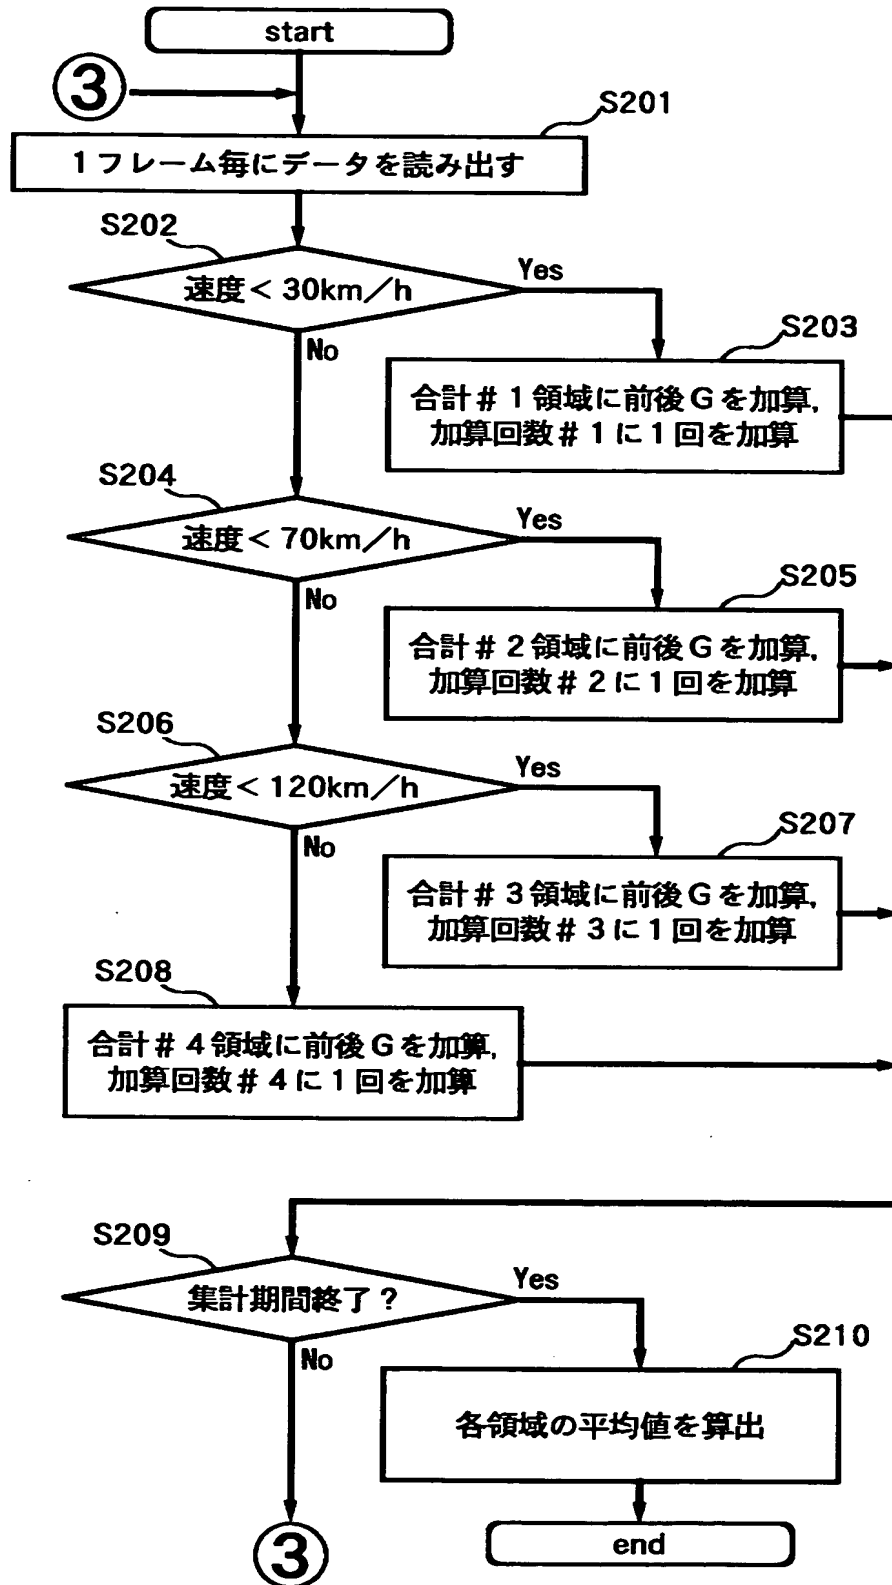 start
③
S201
1フレーム毎にデータを読み出す
S202
速度<30km/h
Yes
No
S203
合計#1領域に前後Gを加算,
加算回数#1に1回を加算
S204
速度<70km/h
Yes
No
S205
合計#2領域に前後Gを加算,
加算回数#2に1回を加算
S206
速度<120km/h
Yes
No
S207
合計#3領域に前後Gを加算,
加算回数#3に1回を加算
S208
合計#4領域に前後Gを加算,
加算回数#4に1回を加算
S209
集計期間終了?
Yes
No
S210
各領域の平均値を算出
③
end